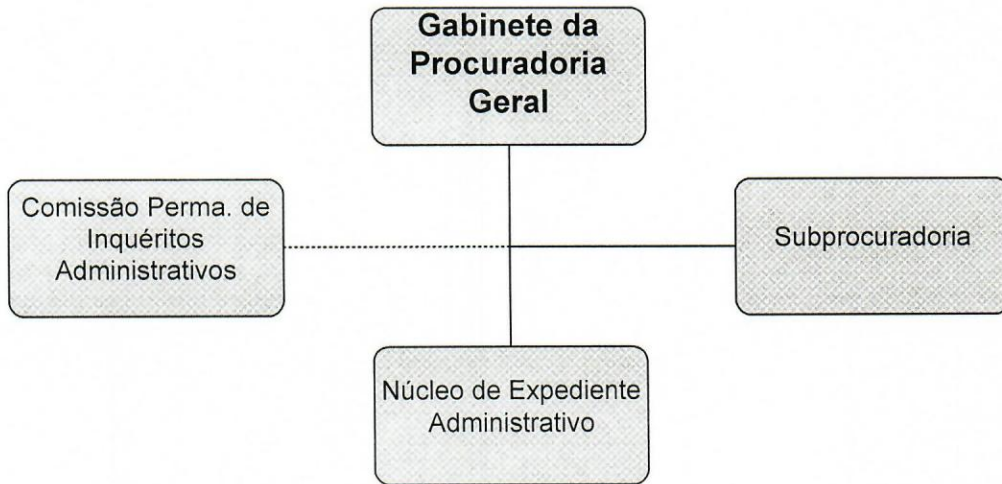 Gabinete da
Procuradoria
Geral
Comissão Perma. de
Inquéritos
Administrativos
Subprocuradoria
Núcleo de Expediente
Administrativo